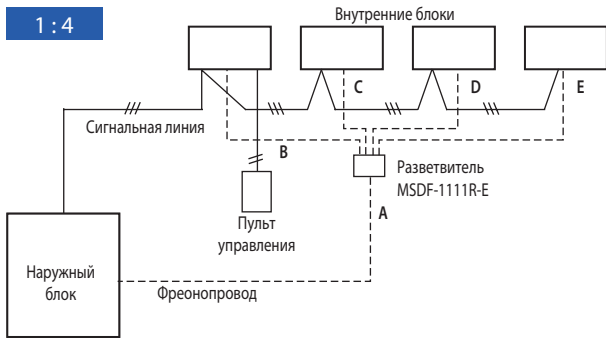 1 : 4
Внутренние блоки
C
D
E
Сигнальная линия
B
Разветвитель
MSDF-1111R-E
A
Пульт
управления
Наружный
блок
Фреонопровод